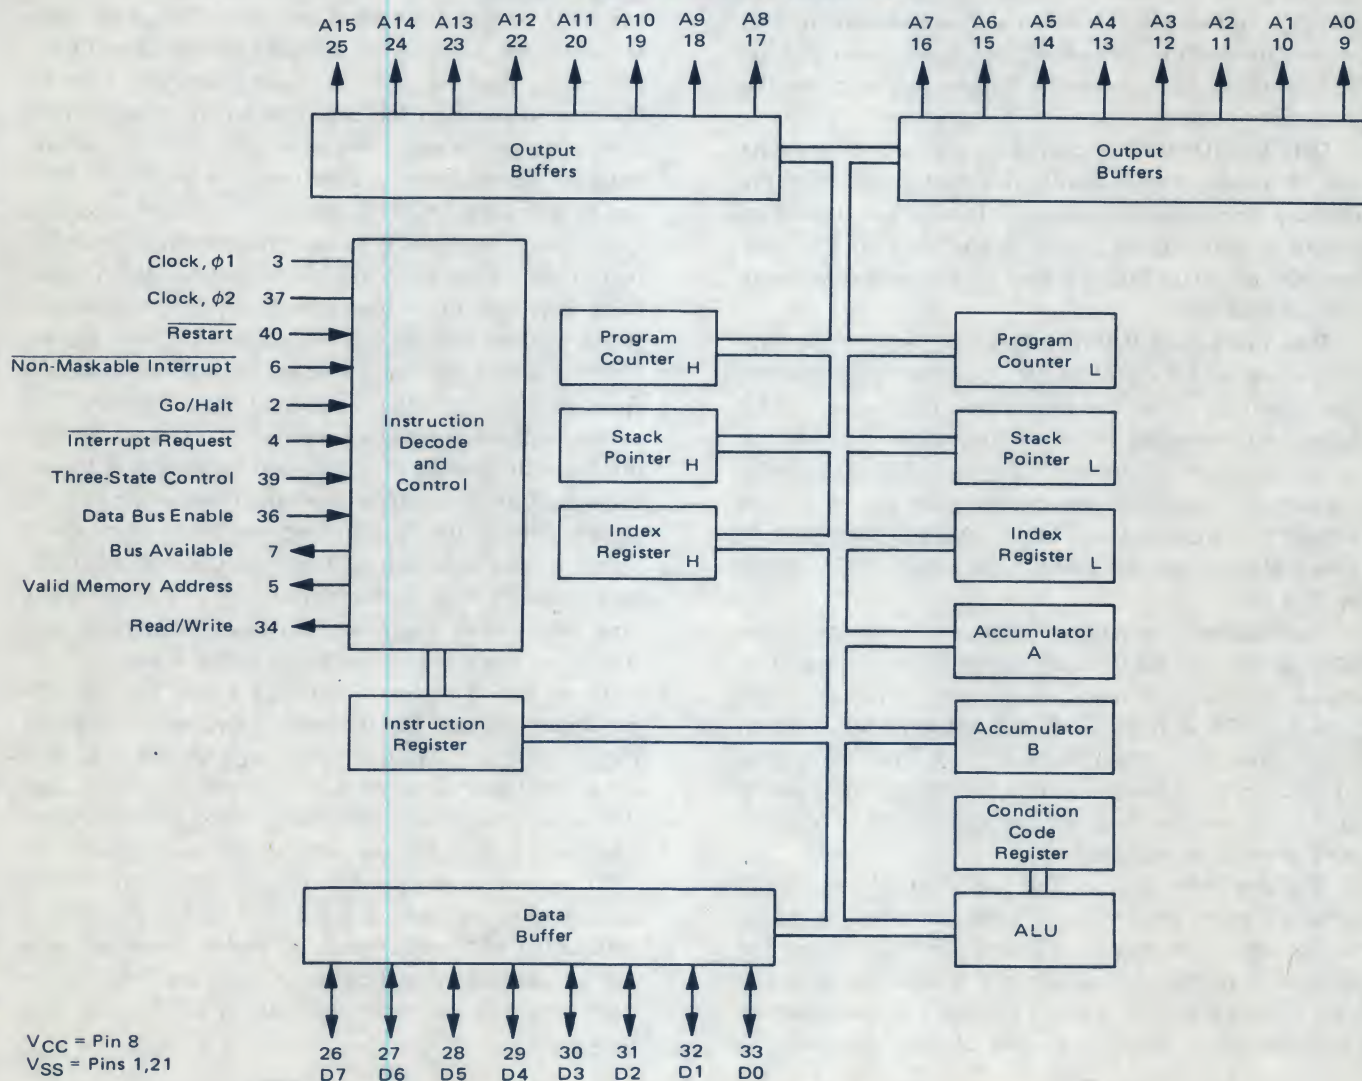 A15 A14 A13 A12 A11 A10 A9 A8 A7 A6 A5 A4 A3 A2 A1 A0
25 24 23 22 20 19 18 17 16 15 14 13 12 11 10 9
Output
Buffers
Output
Buffers
Clock, ϕ1 3
Clock, ϕ2 37
Restart 40
Non-Maskable Interrupt 6
Go/Halt 2
Interrupt Request 4
Three-State Control 39
Data Bus Enable 36
Bus Available 7
Valid Memory Address 5
Read/Write 34
Instruction
Decode
and
Control
Program
Counter H
Program
Counter L
Stack
Pointer H
Stack
Pointer L
Index
Register H
Index
Register L
Accumulator
A
Instruction
Register
Accumulator
B
Condition
Code
Register
Data
Buffer
ALU
26 27 28 29 30 31 32 33
D7 D6 D5 D4 D3 D2 D1 D0
VCC = Pin 8
VSS = Pins 1,21